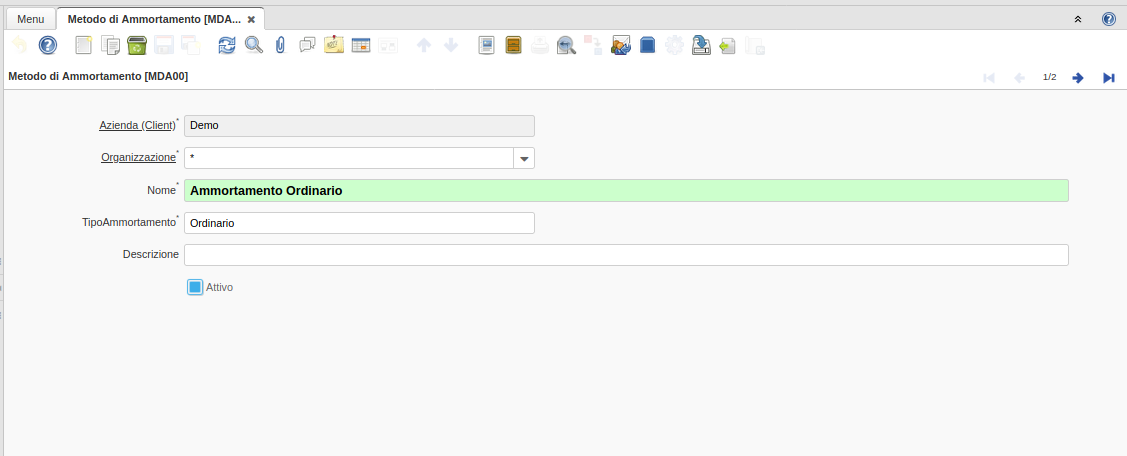 Menu
Metodo di Ammortamento [MDA...
Metodo di Ammortamento [MDA00]
1/2
Azienda (Client)* Demo
Organizzazione* *
Nome* Ammortamento Ordinario
TipoAmmortamento* Ordinario
Descrizione
Attivo